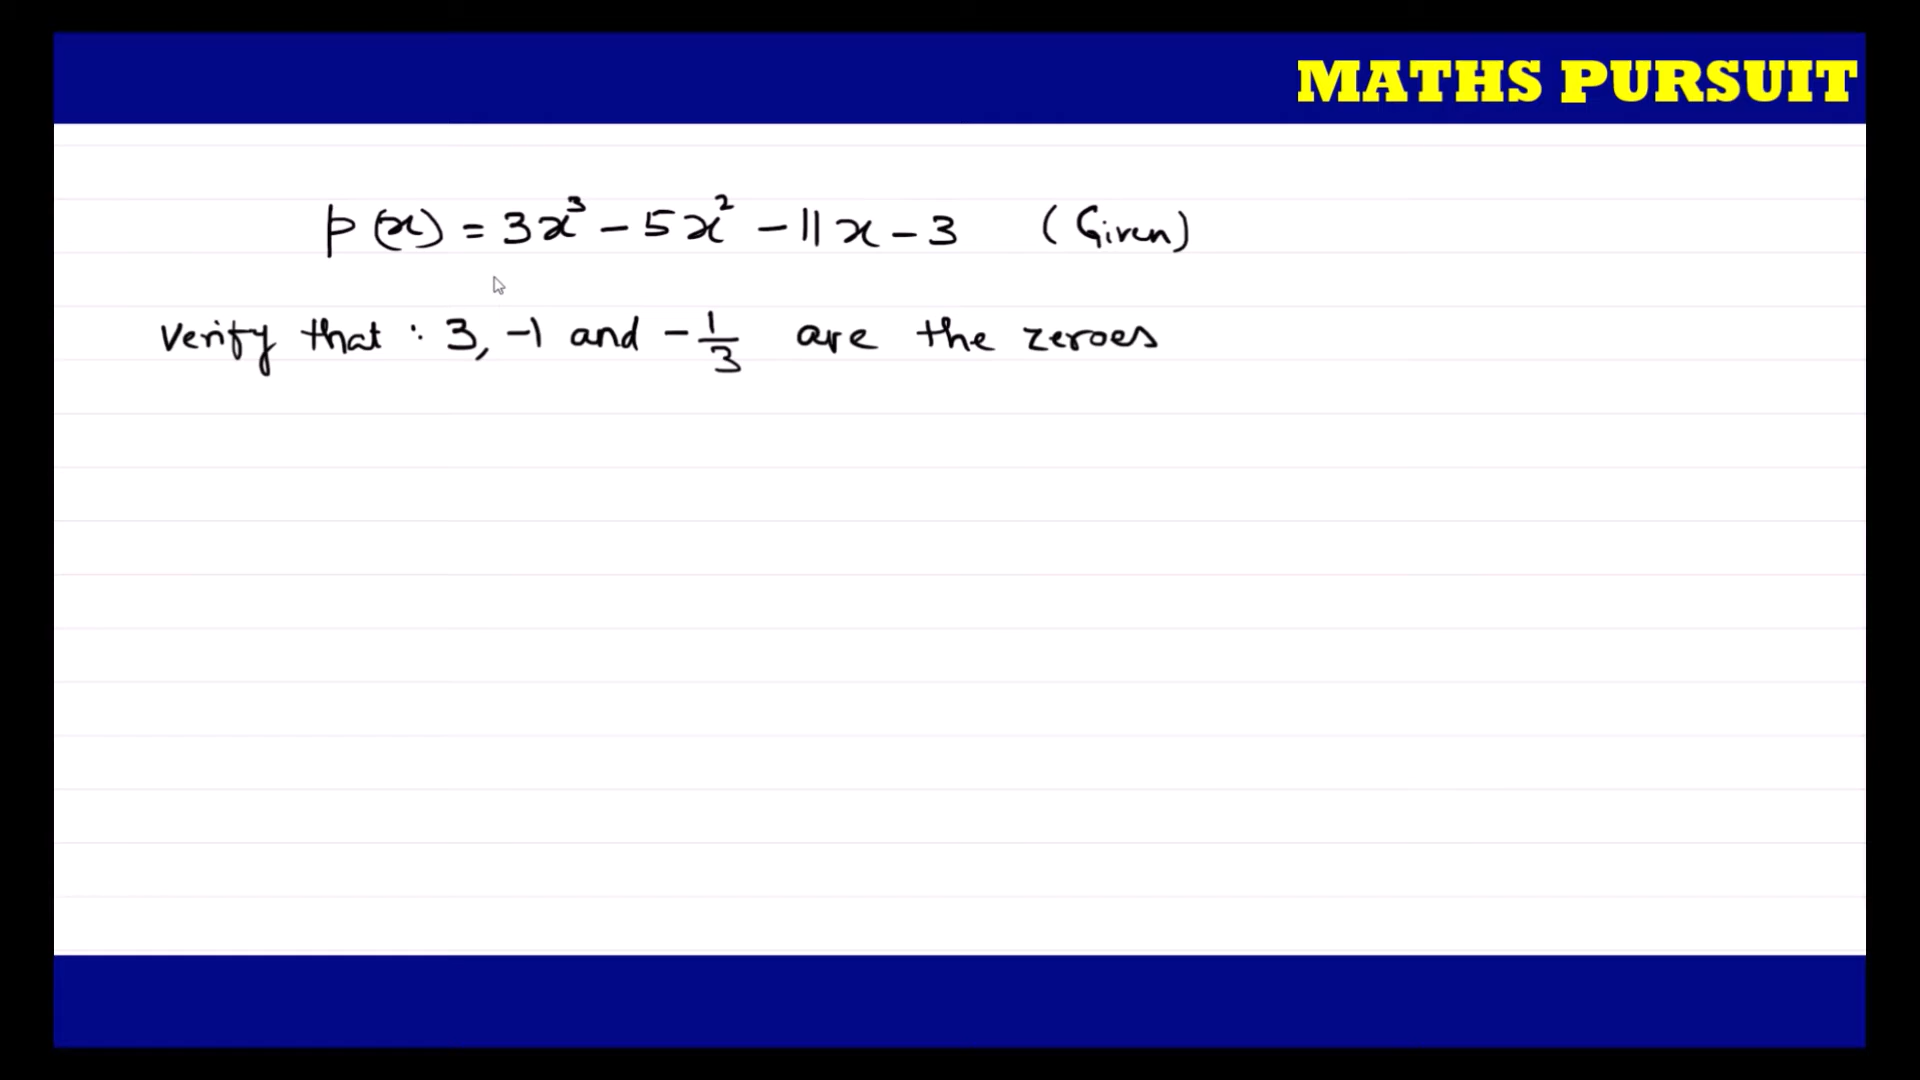 MATHS PURSUIT
p(x) = 3x³ - 5x² - 11x - 3 (Given)
Verify that : 3, -1 and -1/3 are the zeroes